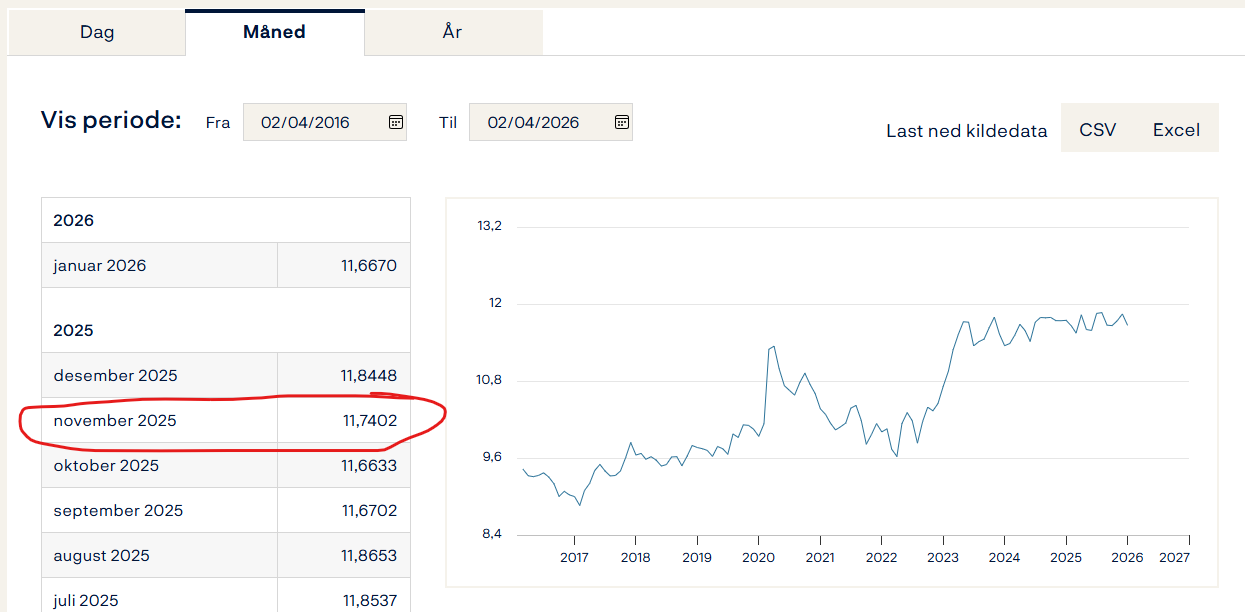 Dag Måned År
Vis periode: Fra 02/04/2016 Til 02/04/2026
Last ned kildedata CSV Excel
2026
januar 2026 11,6670
2025
desember 2025 11,8448
november 2025 11,7402
oktober 2025 11,6633
september 2025 11,6702
august 2025 11,8653
juli 2025 11,8537
13,2
12
10,8
9,6
8,4
2017 2018 2019 2020 2021 2022 2023 2024 2025 2026 2027